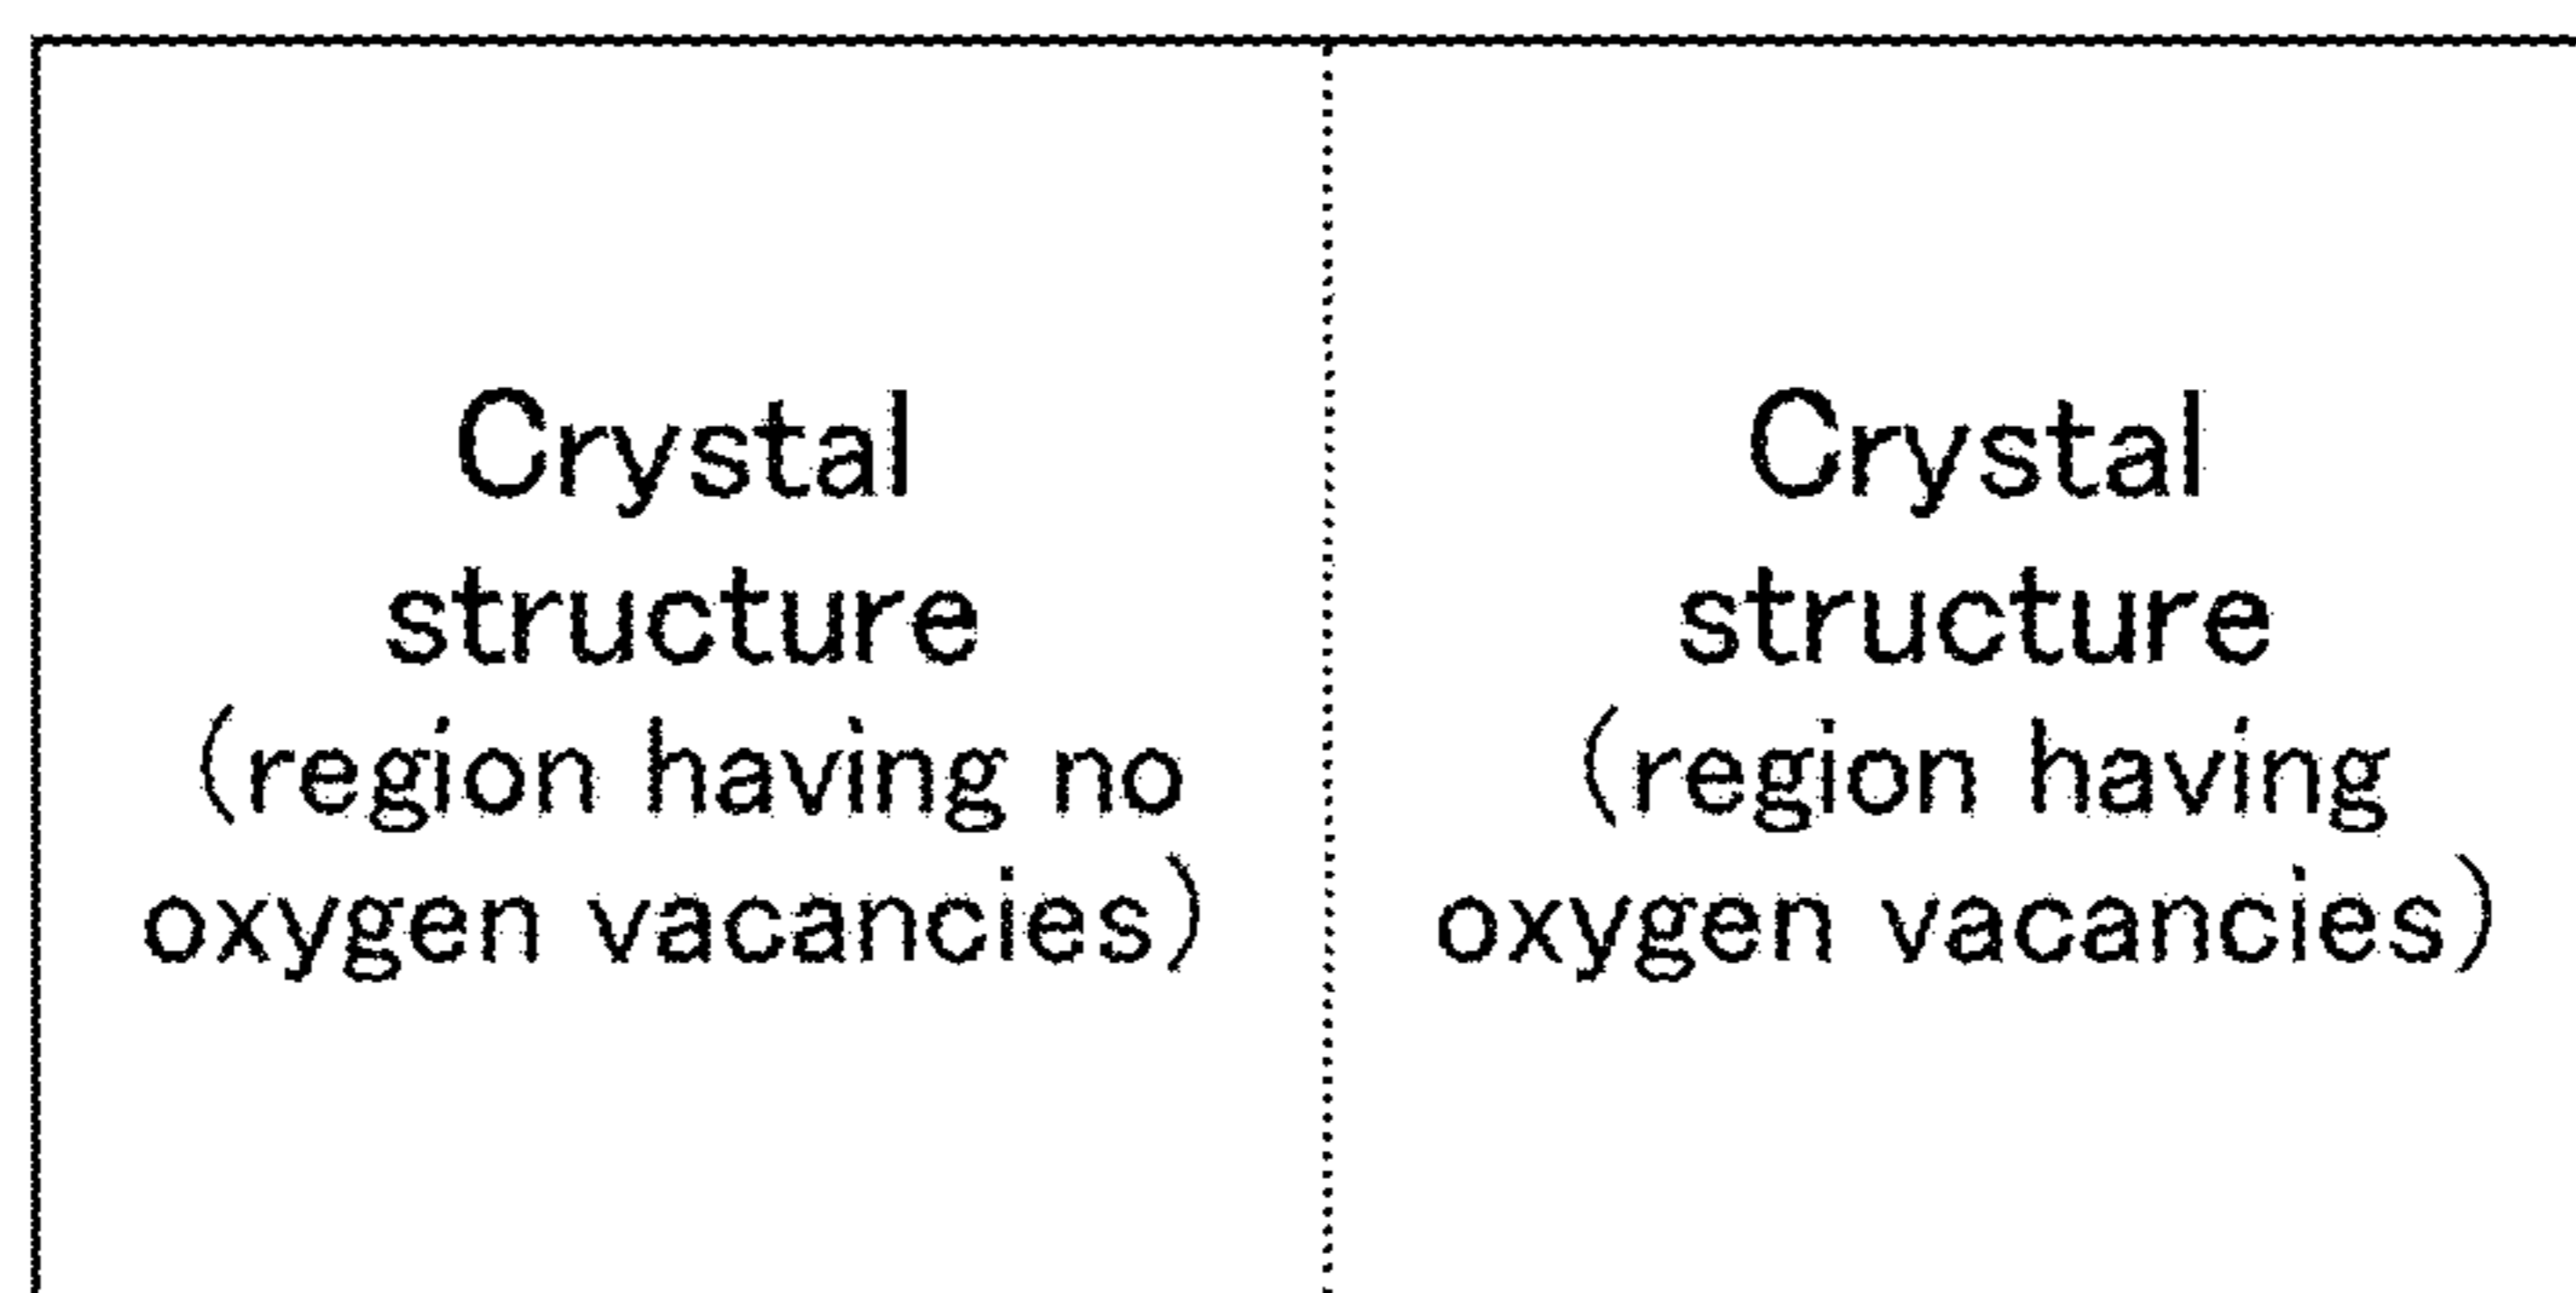 Crystal
structure
(region having no
oxygen vacancies)
Crystal
structure
(region having
oxygen vacancies)